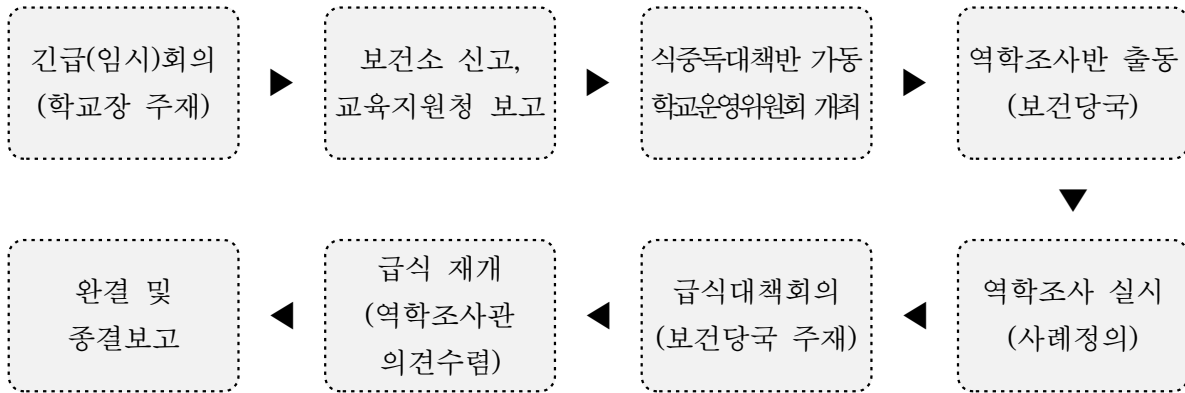 긴급(임시)회의
(학교장 주재)
보건소 신고,
교육지원청 보고
식중독대책반 가동
학교운영위원회 개최
역학조사반 출동
(보건당국)
역학조사 실시
(사례정의)
급식대책회의
(보건당국 주재)
급식 재개
(역학조사관
의견수렴)
완결 및
종결보고